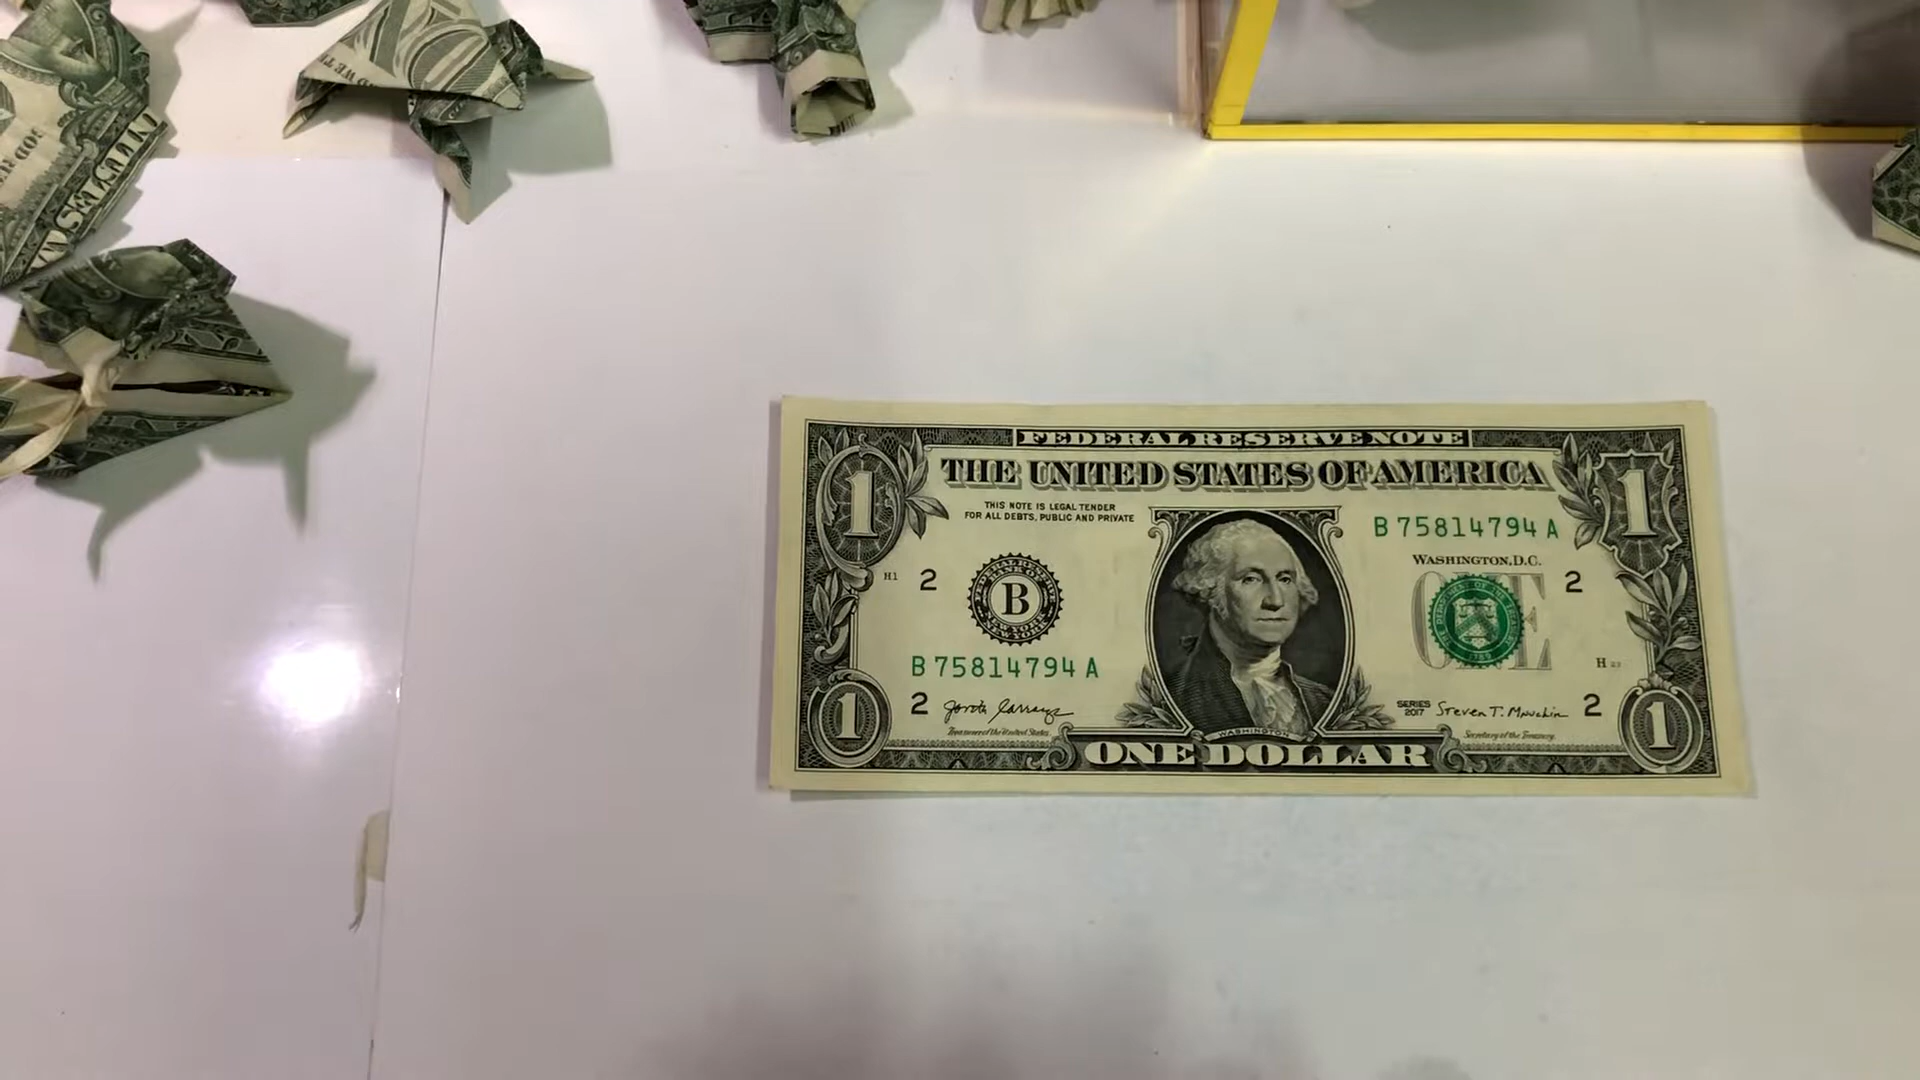 D WE T
FEDERAL RESERVE NOTE
THE UNITED STATES OF AMERICA
1
1
THIS NOTE IS LEGAL TENDER
FOR ALL DEBTS, PUBLIC AND PRIVATE
B 75814794 A
WASHINGTON, D.C.
H1
2
B
ONE
2
B 75814794 A
H
2
SERIES
2017
Steven T. Mnuchin
2
1
Treasurer of the United States.
WASHINGTON
Secretary of the Treasury.
1
ONE DOLLAR